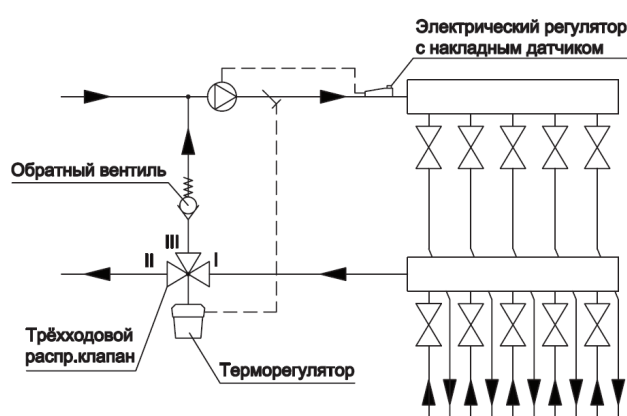 Электрический регулятор
с накладным датчиком
Обратный вентиль
III
II
I
Трёхходовой
распр.клапан
Терморегулятор